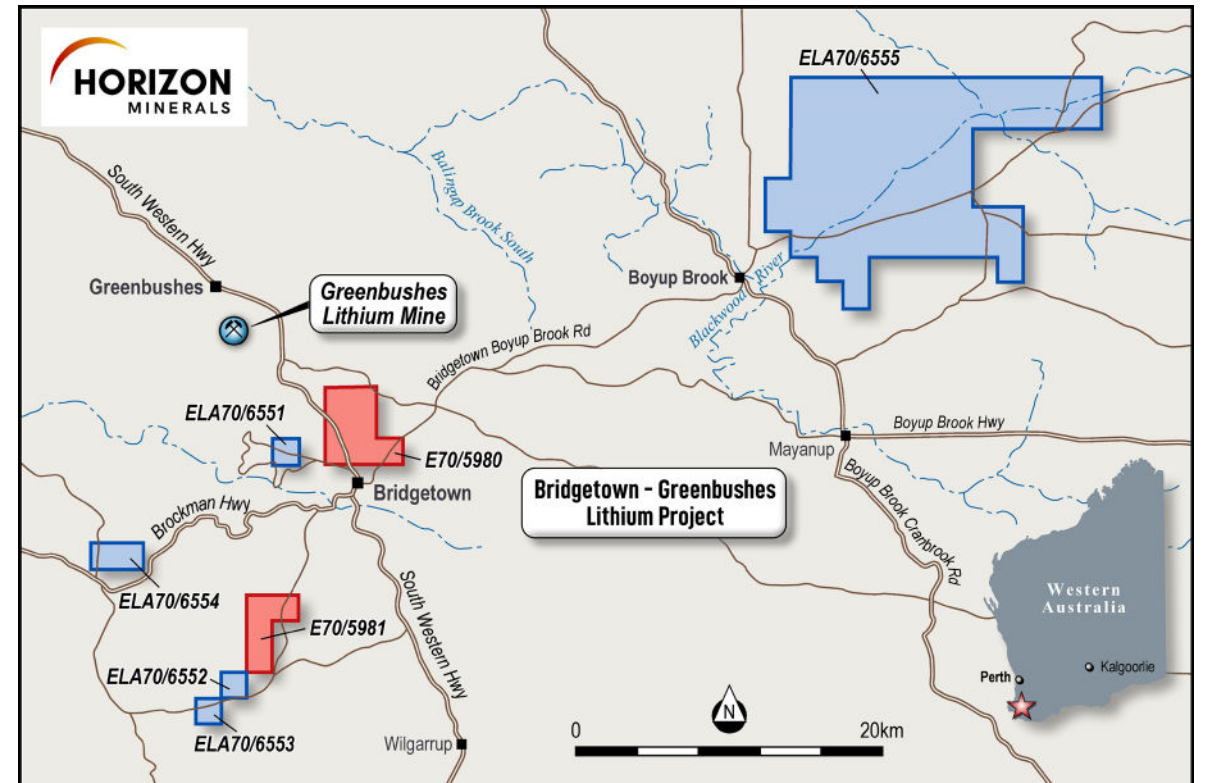 HORIZON
MINERALS
ELA70/6555
South Western Hwy
Balingup Brook South
Greenbushes
Greenbushes
Lithium Mine
Boyup Brook
Blackwood River
Bridgetown Boyup Brook Rd
ELA70/6551
E70/5980
Boyup Brook Hwy
Mayanup
Bridgetown
Bridgetown - Greenbushes
Lithium Project
Brockman Hwy
Boyup Brook Cranbrook Rd
ELA70/6554
South Western Hwy
Western
Australia
E70/5981
ELA70/6552
Perth
Kalgoorlie
ELA70/6553
Wilgarrup
N
0
20km